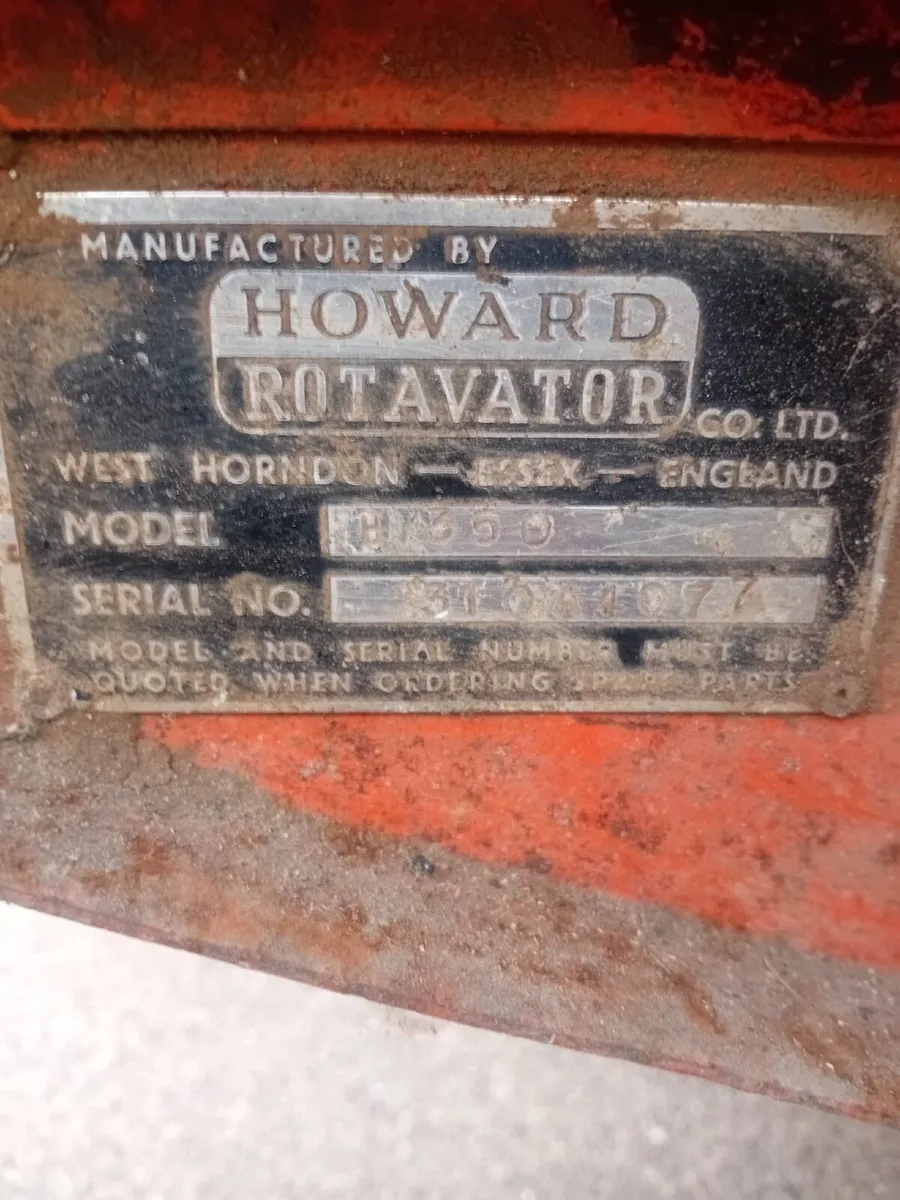 MANUFACTURED BY
HOWARD
ROTAVATOR CO. LTD.
WEST HORNDON — ESSEX — ENGLAND
MODEL H 350
SERIAL NO.
MODEL AND SERIAL NUMBER MUST BE
QUOTED WHEN ORDERING SPARE PARTS